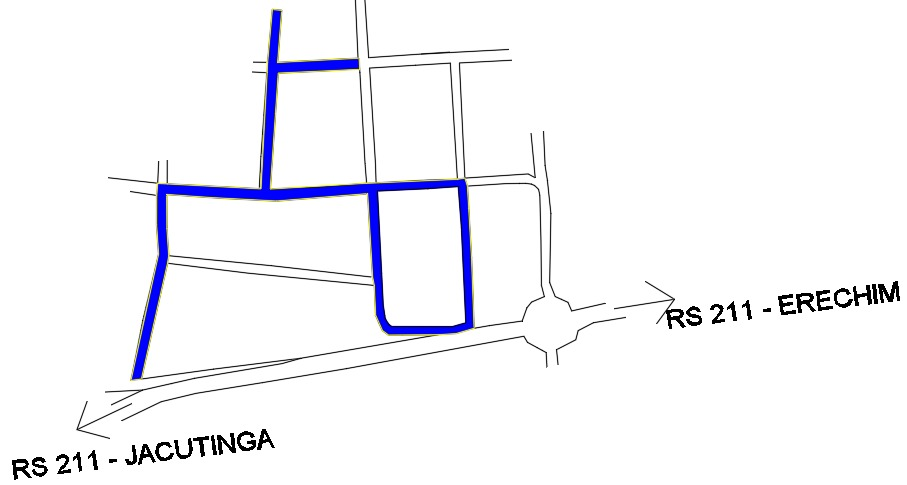 RS 211 - ERECHIM
RS 211 - JACUTINGA